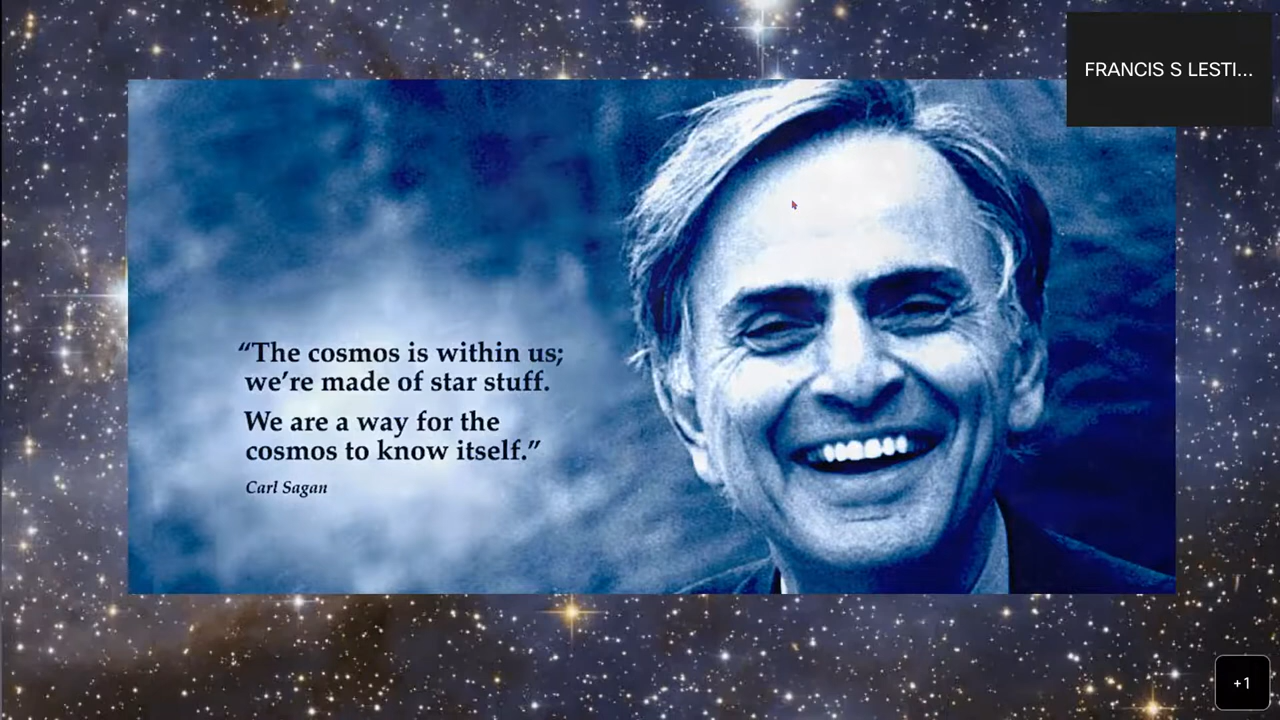 FRANCIS S LESTI...
“The cosmos is within us;
we’re made of star stuff.
We are a way for the
cosmos to know itself.”
Carl Sagan
+1